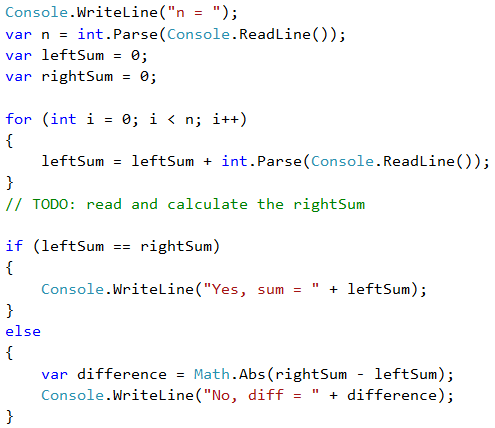 Console.WriteLine("n = ");
var n = int.Parse(Console.ReadLine());
var leftSum = 0;
var rightSum = 0;

for (int i = 0; i < n; i++)
{
    leftSum = leftSum + int.Parse(Console.ReadLine());
}
// TODO: read and calculate the rightSum

if (leftSum == rightSum)
{
    Console.WriteLine("Yes, sum = " + leftSum);
}
else
{
    var difference = Math.Abs(rightSum - leftSum);
    Console.WriteLine("No, diff = " + difference);
}